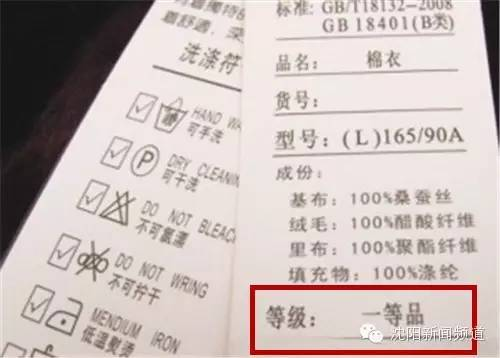 洗涤符
HAND WA
可手洗
DRY CLEANING
可干洗
DO NOT BLEACH
不可氯漂
DO NOT WRING
不可拧干
MENDIUM IRON
低温熨烫
标准: GB/T18132-2008
GB 18401(B类)
品名: 棉衣
货号:
型号: (L)165/90A
成份:
基布: 100%桑蚕丝
绒毛: 100%醋酸纤维
里布: 100%聚酯纤维
填充物: 100%涤纶
等级: 一等品
沈阳新闻频道